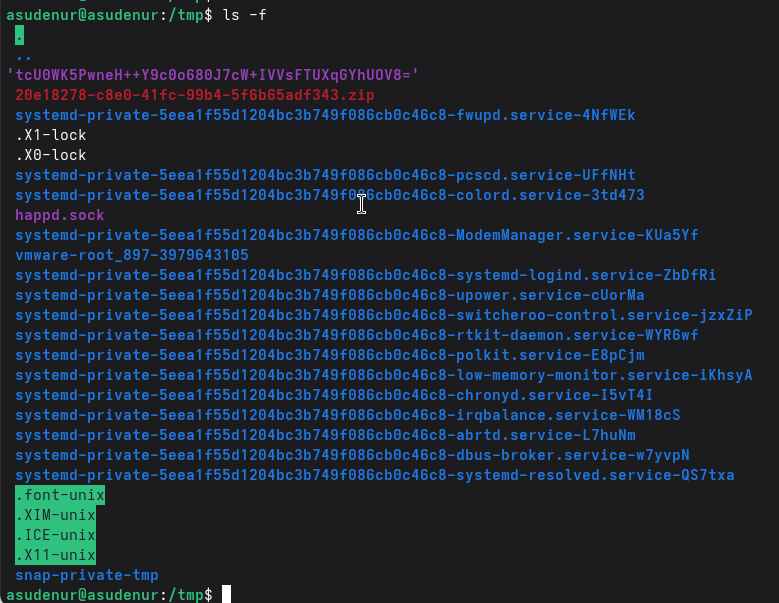 asudenur@asudenur:/tmp$ ls -f
.
..
'tcU0WK5PwneH++Y9c0o680J7cW+IVVsFTUXqGYhUOV8='
20e18278-c8e0-41fc-99b4-5f6b65adf343.zip
systemd-private-5eea1f55d1204bc3b749f086cb0c46c8-fwupd.service-4NfWEk
.X1-lock
.X0-lock
systemd-private-5eea1f55d1204bc3b749f086cb0c46c8-pcscd.service-UFfNHt
systemd-private-5eea1f55d1204bc3b749f086cb0c46c8-colord.service-3td473
happd.sock
systemd-private-5eea1f55d1204bc3b749f086cb0c46c8-ModemManager.service-KUa5Yf
vmware-root_897-3979643105
systemd-private-5eea1f55d1204bc3b749f086cb0c46c8-systemd-logind.service-ZbDfRi
systemd-private-5eea1f55d1204bc3b749f086cb0c46c8-upower.service-cUorMa
systemd-private-5eea1f55d1204bc3b749f086cb0c46c8-switcheroo-control.service-jzxZiP
systemd-private-5eea1f55d1204bc3b749f086cb0c46c8-rtkit-daemon.service-WYR6wf
systemd-private-5eea1f55d1204bc3b749f086cb0c46c8-polkit.service-E8pCjm
systemd-private-5eea1f55d1204bc3b749f086cb0c46c8-low-memory-monitor.service-iKhsyA
systemd-private-5eea1f55d1204bc3b749f086cb0c46c8-chronyd.service-I5vT4I
systemd-private-5eea1f55d1204bc3b749f086cb0c46c8-irqbalance.service-WM18cS
systemd-private-5eea1f55d1204bc3b749f086cb0c46c8-abrtd.service-L7huNm
systemd-private-5eea1f55d1204bc3b749f086cb0c46c8-dbus-broker.service-w7yvpN
systemd-private-5eea1f55d1204bc3b749f086cb0c46c8-systemd-resolved.service-QS7txa
.font-unix
.XIM-unix
.ICE-unix
.X11-unix
snap-private-tmp
asudenur@asudenur:/tmp$